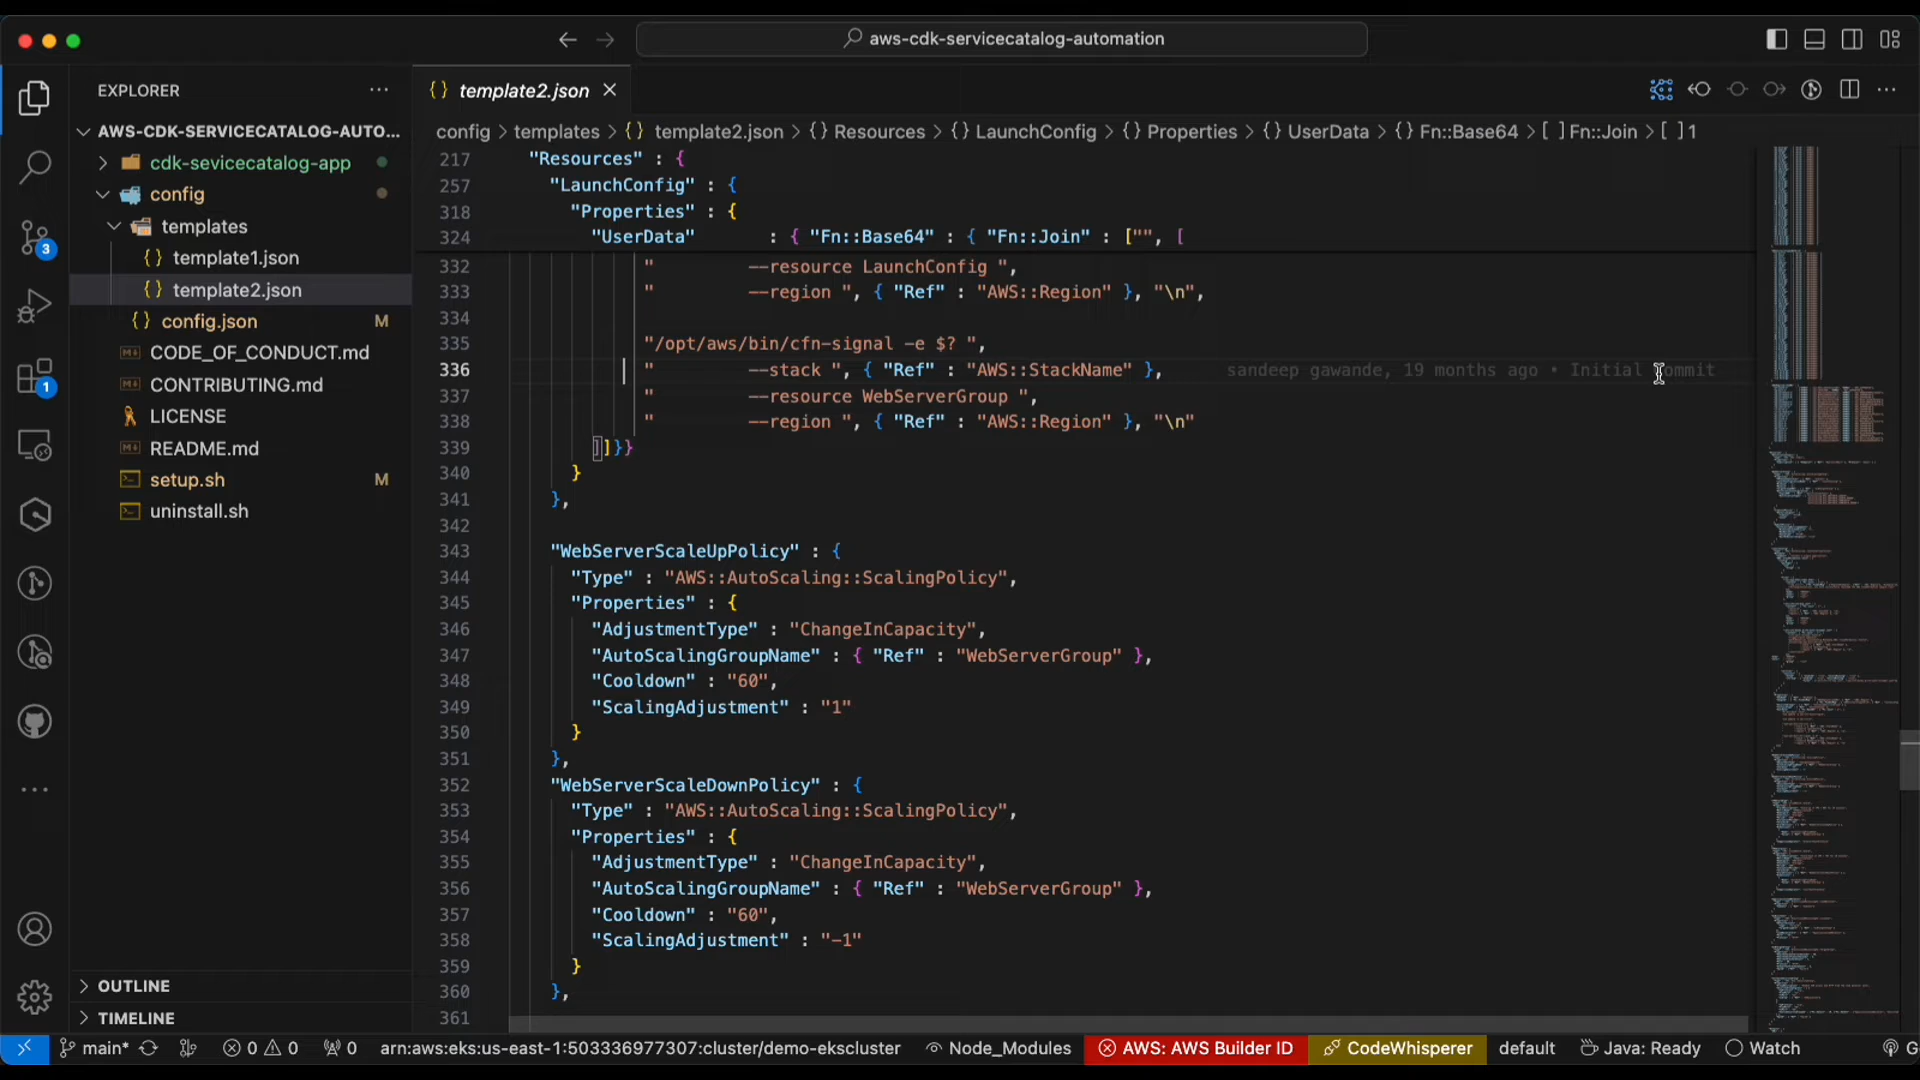 aws-cdk-servicecatalog-automation
EXPLORER
AWS-CDK-SERVICECATALOG-AUTO...
cdk-sevicecatalog-app
config
templates
template1.json
template2.json
config.json M
CODE_OF_CONDUCT.md
CONTRIBUTING.md
LICENSE
README.md
setup.sh M
uninstall.sh
OUTLINE
TIMELINE
3
1
template2.json
config > templates > {} template2.json > {} Resources > {} LaunchConfig > {} Properties > {} UserData > {} Fn::Base64 > [ ] Fn::Join > [ ] 1
217 "Resources" : {
257 "LaunchConfig" : {
318 "Properties" : {
324 "UserData" : { "Fn::Base64" : { "Fn::Join" : ["", [
332 " --resource LaunchConfig ",
333 " --region ", { "Ref" : "AWS::Region" }, "\n",
334
335 "/opt/aws/bin/cfn-signal -e $? ",
336 " --stack ", { "Ref" : "AWS::StackName" }, sandeep gawande, 19 months ago • Initial commit
337 " --resource WebServerGroup ",
338 " --region ", { "Ref" : "AWS::Region" }, "\n"
339 ]]}}
340 }
341 },
342
343 "WebServerScaleUpPolicy" : {
344 "Type" : "AWS::AutoScaling::ScalingPolicy",
345 "Properties" : {
346 "AdjustmentType" : "ChangeInCapacity",
347 "AutoScalingGroupName" : { "Ref" : "WebServerGroup" },
348 "Cooldown" : "60",
349 "ScalingAdjustment" : "1"
350 }
351 },
352 "WebServerScaleDownPolicy" : {
353 "Type" : "AWS::AutoScaling::ScalingPolicy",
354 "Properties" : {
355 "AdjustmentType" : "ChangeInCapacity",
356 "AutoScalingGroupName" : { "Ref" : "WebServerGroup" },
357 "Cooldown" : "60",
358 "ScalingAdjustment" : "-1"
359 }
360 },
361
main* 0 0 0 arn:aws:eks:us-east-1:503336977307:cluster/demo-ekscluster Node_Modules AWS: AWS Builder ID CodeWhisperer default Java: Ready Watch G